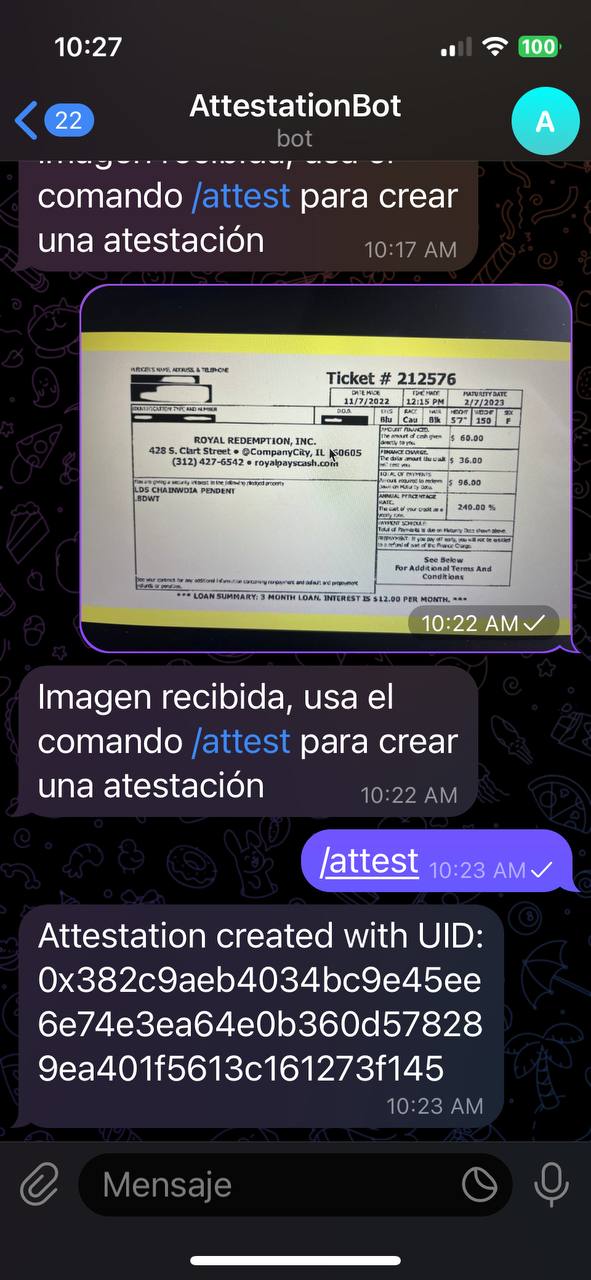 10:27
100
22
AttestationBot
bot
A
Imagen recibida, usa el
comando /attest para crear
una atestación
10:17 AM
PLEDGER'S NAME, ADDRESS, & TELEPHONE
Ticket # 212576
DATE MADE TIME MADE MATURITY DATE
11/7/2022 12:15 PM 2/7/2023
IDENTIFICATION TYPE AND NUMBER D.O.B. EYES RACE HAIR HEIGHT WEIGHT SEX
Blu Cau Blk 57" 150 F
ROYAL REDEMPTION, INC.
428 S. Clart Street • @CompanyCity, IL 60605
(312) 427-6542 • royalpayscash.com
You are giving a security interest in the following pledged property
LDS CHAINWDIA PENDENT
.BDWT
AMOUNT FINANCED.
The amount of cash given
directly to you.
$ 60.00
FINANCE CHARGE.
The dollar amount the credit
will cost you.
$ 36.00
TOTAL OF PAYMENTS.
Amount required to redeem
pawn on Maturity Date.
$ 96.00
ANNUAL PERCENTAGE
RATE.
The cost of your credit as a
yearly rate.
240.00 %
PAYMENT SCHEDULE:
Total of Payments is due on Maturity Date shown above.
PREPAYMENT: If you pay off early, you will not be entitled
to a refund of part of the Finance Charge.
See Below
For Additional Terms And
Conditions
See your contract for any additional information concerning nonpayment and default and prepayment
refunds or penalties.
*** LOAN SUMMARY: 3 MONTH LOAN. INTEREST IS $12.00 PER MONTH. ***
10:22 AM
Imagen recibida, usa el
comando /attest para crear
una atestación
10:22 AM
/attest 10:23 AM
Attestation created with UID:
0x382c9aeb4034bc9e45ee
6e74e3ea64e0b360d57828
9ea401f5613c161273f145
10:23 AM
Mensaje